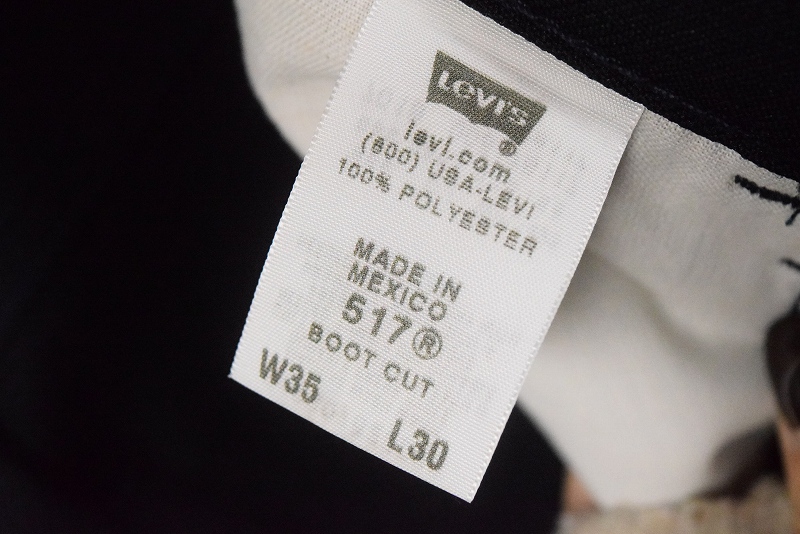 Levi's
®
levi.com
(800) USA-LEVI
100% POLYESTER
MADE IN
MEXICO
517®
BOOT CUT
W35
L30